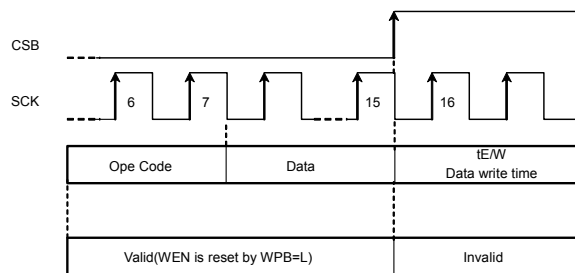 CSB
SCK
6 7 15 16
Ope Code Data tE/W
Data write time
Valid(WEN is reset by WPB=L) Invalid